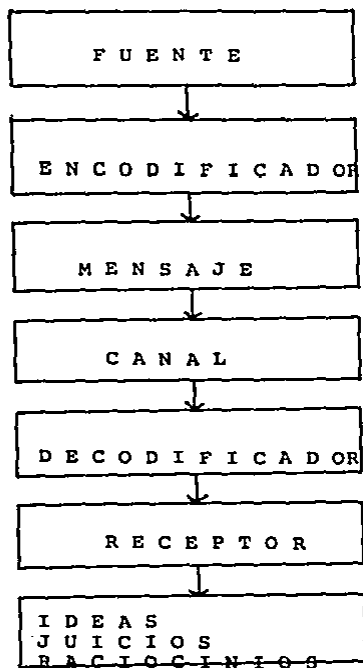 FUENTE
ENCODIFICADOR
MENSAJE
CANAL
DECODIFICADOR
RECEPTOR
IDEAS
JUICIOS
RACIOCINIOS